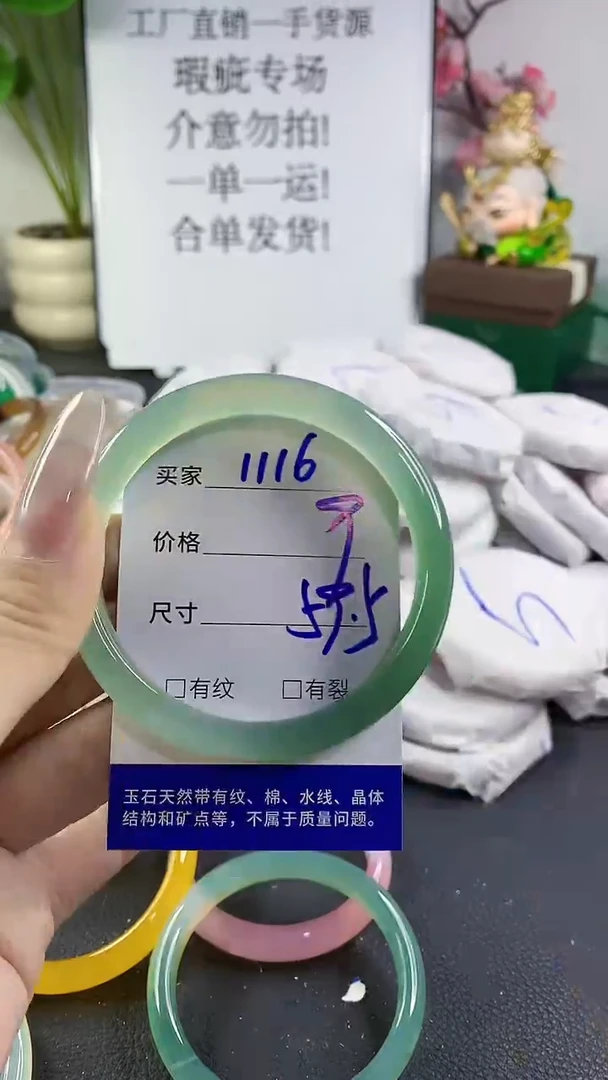 工厂直销一手货源
瑕疵专场
介意勿拍!
一单一运!
合单发货!
买家 1116
价格
尺寸 57.5
□有纹 □有裂
玉石天然带有纹、棉、水线、晶体
结构和矿点等，不属于质量问题。